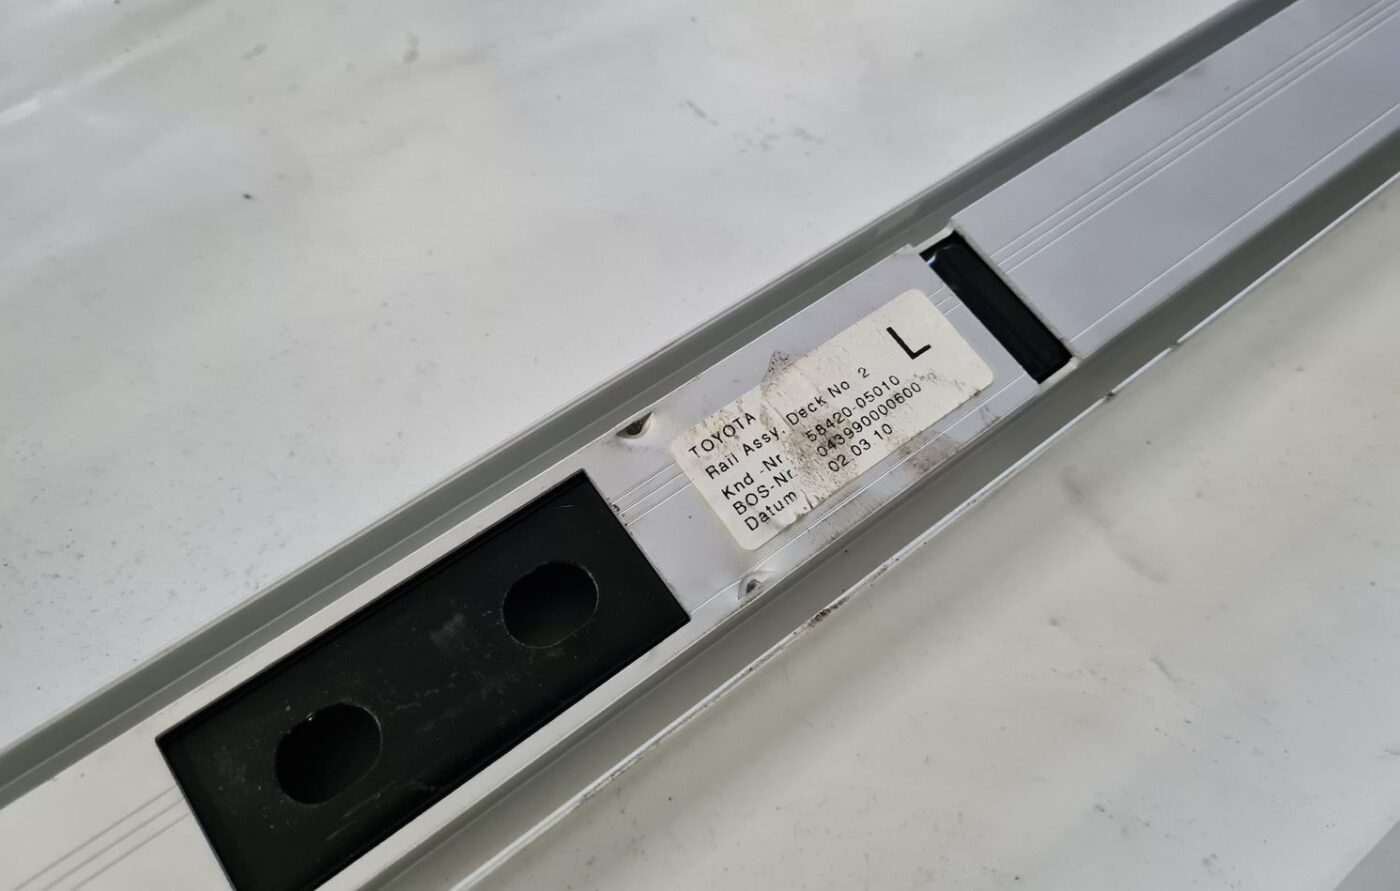 L
TOYOTA
Rail Assy, Deck No 2
Knd.-Nr. 58420-05010
BOS-Nr. 043990000600
Datum 02.03.10